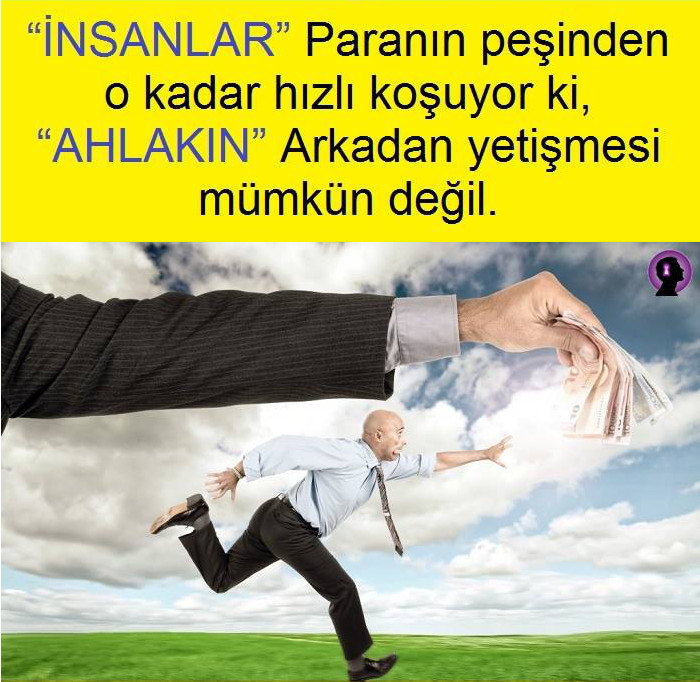 “İNSANLAR” Paranın peşinden
o kadar hızlı koşuyor ki,
“AHLAKIN” Arkadan yetişmesi
mümkün değil.